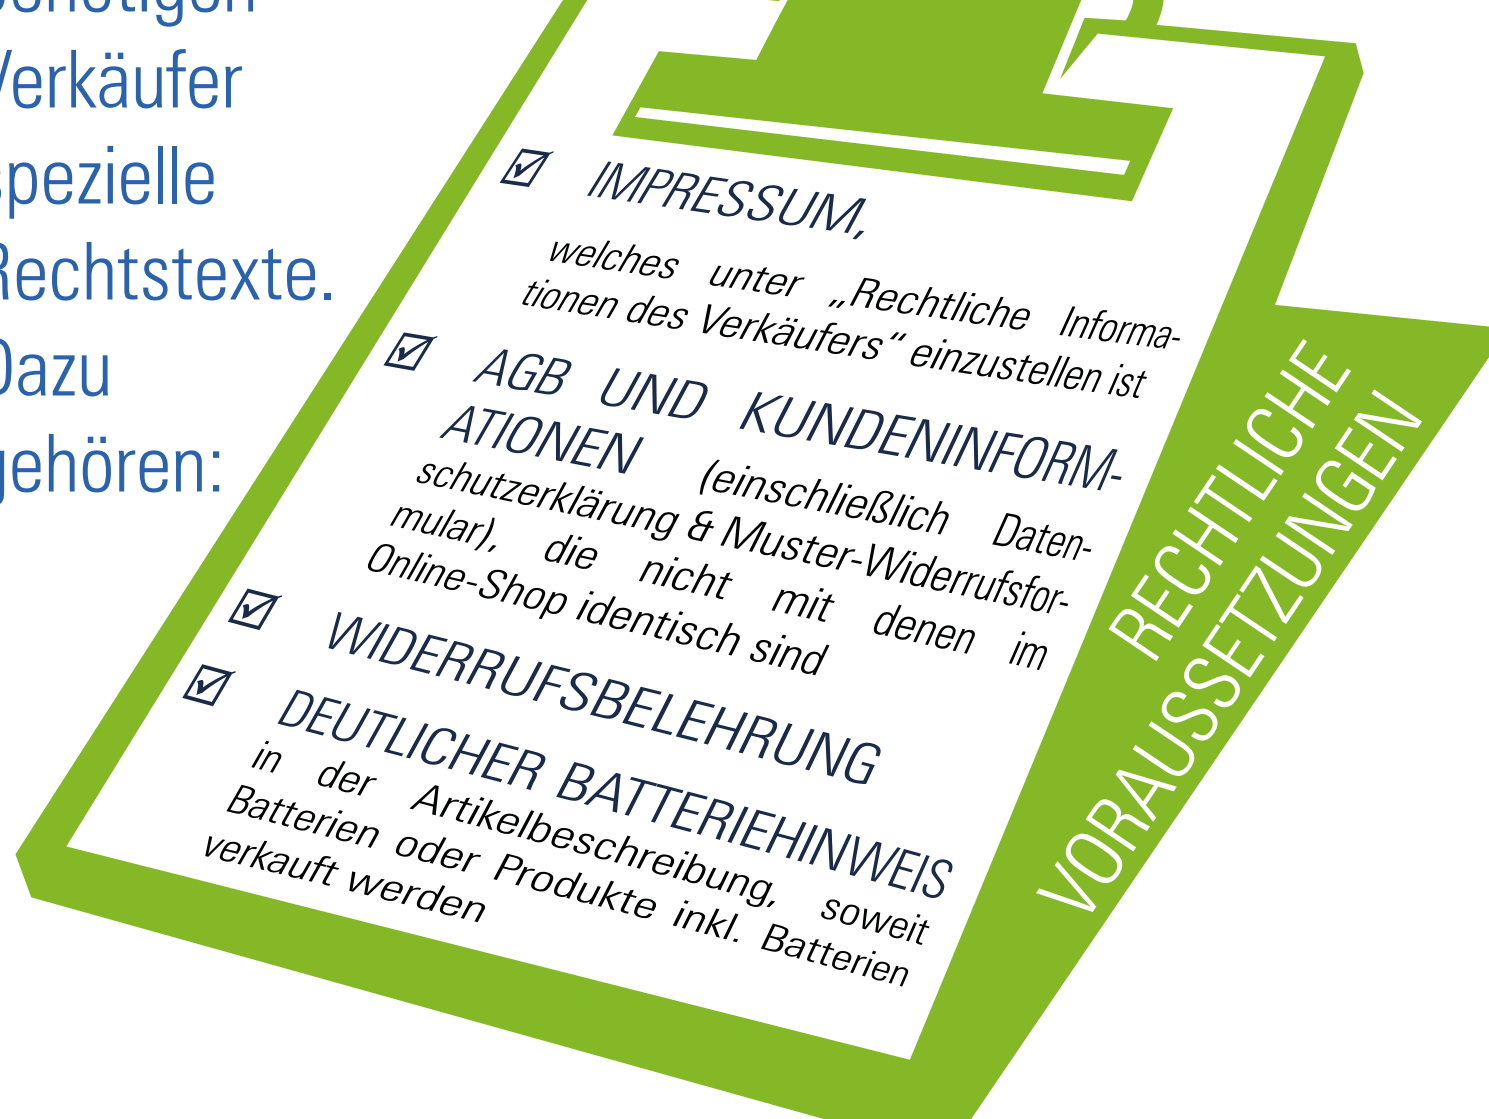 benötigen
Verkäufer
spezielle
Rechtstexte.
Dazu
gehören:
IMPRESSUM,
welches unter „Rechtliche Informa-
tionen des Verkäufers“ einzustellen ist
AGB UND KUNDENINFORM-
ATIONEN (einschließlich Daten-
schutzerklärung & Muster-Widerrufsfor-
mular), die nicht mit denen im
Online-Shop identisch sind
WIDERRUFSBELEHRUNG
DEUTLICHER BATTERIEHINWEIS
in der Artikelbeschreibung, soweit
Batterien oder Produkte inkl. Batterien
verkauft werden
RECHTLICHE
VORAUSSETZUNGEN